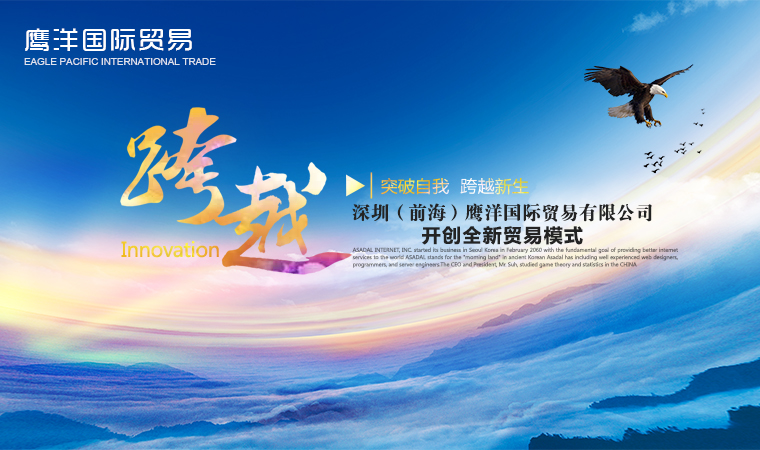 鹰洋国际贸易
EAGLE PACIFIC INTERNATIONAL TRADE
跨越
Innovation
突破自我 跨越新生
深圳（前海）鹰洋国际贸易有限公司
开创全新贸易模式
ASADAL INTERNET, INC. started its business in Seoul Korea in February 2060 with the fundamental goal of providing better internet
services to the world ASADAL stands for the "morning land" in ancient Korean Asadal has including well experienced web designers,
programmers, and server engineers.The CEO and President, Mr Suh, studied game theory and statistics in the CHINA.